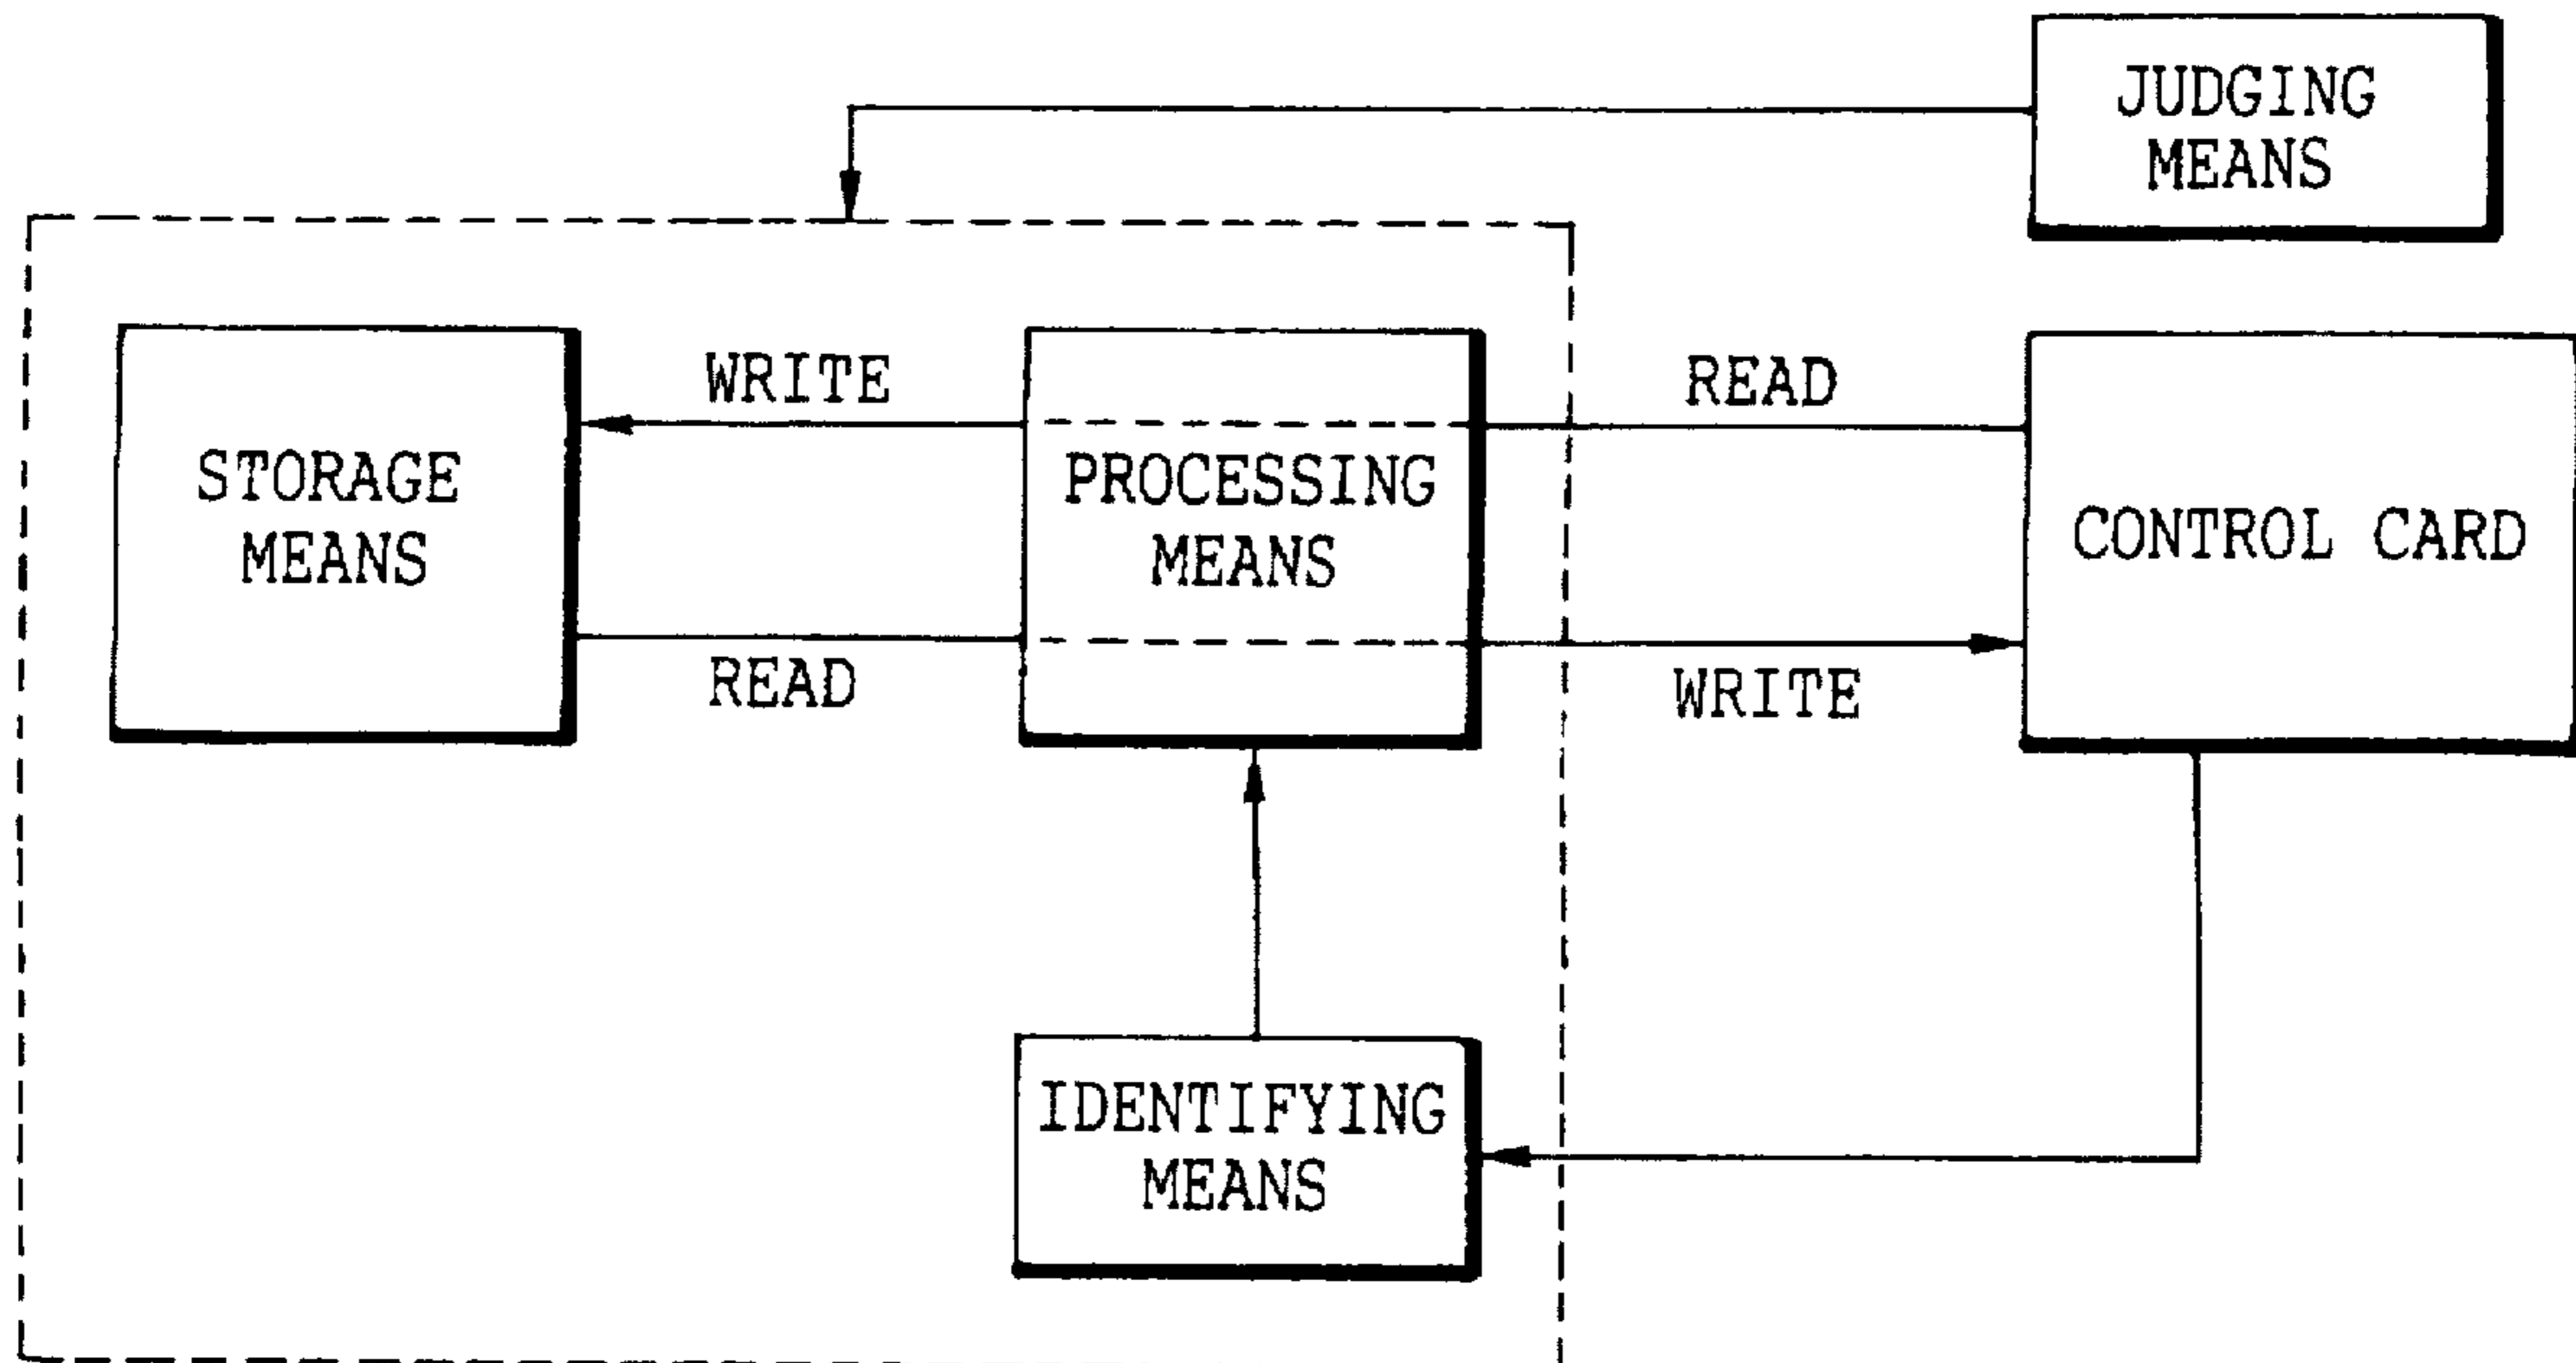 JUDGING
MEANS
WRITE
READ
STORAGE
MEANS
PROCESSING
MEANS
CONTROL CARD
READ
WRITE
IDENTIFYING
MEANS